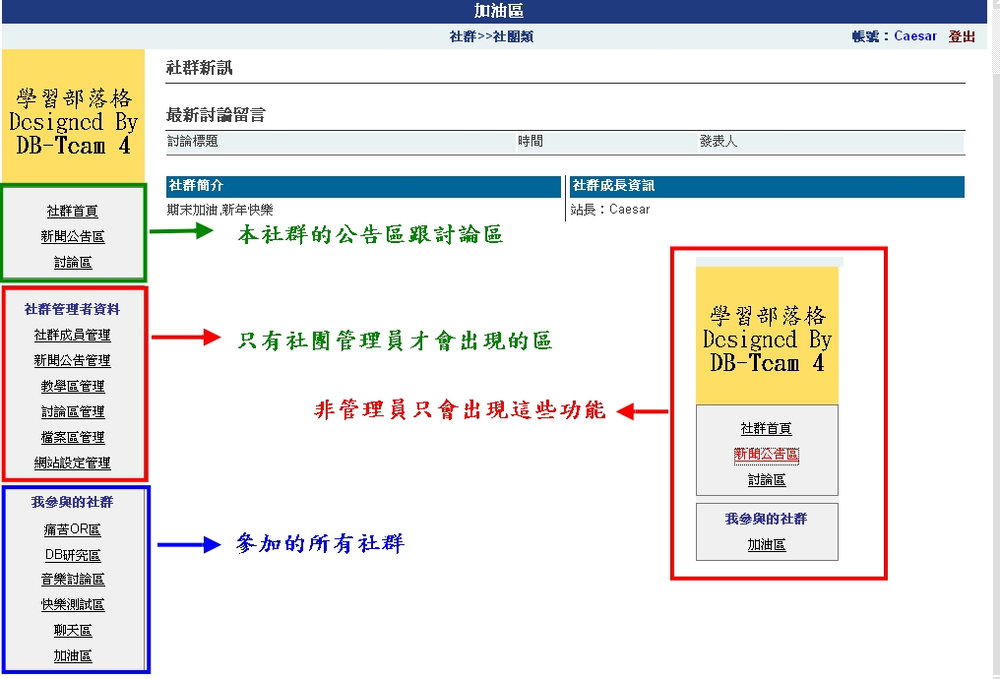 加油區
社群>>社團類
帳號：Caesar 登出
學習部落格
Designed By
DB-Team 4
社群首頁
新聞公告區
討論區
社群管理者資料
社群成員管理
新聞公告管理
教學區管理
討論區管理
檔案區管理
網站設定管理
我參與的社群
痛苦OR區
DB研究區
音樂討論區
快樂測試區
聊天區
加油區
社群新訊
最新討論留言
討論標題 時間 發表人
社群簡介 社群成長資訊
期末加油,新年快樂 站長：Caesar
本社群的公告區跟討論區
只有社團管理員才會出現的區
非管理員只會出現這些功能
參加的所有社群
學習部落格
Designed By
DB-Team 4
社群首頁
新聞公告區
討論區
我參與的社群
加油區